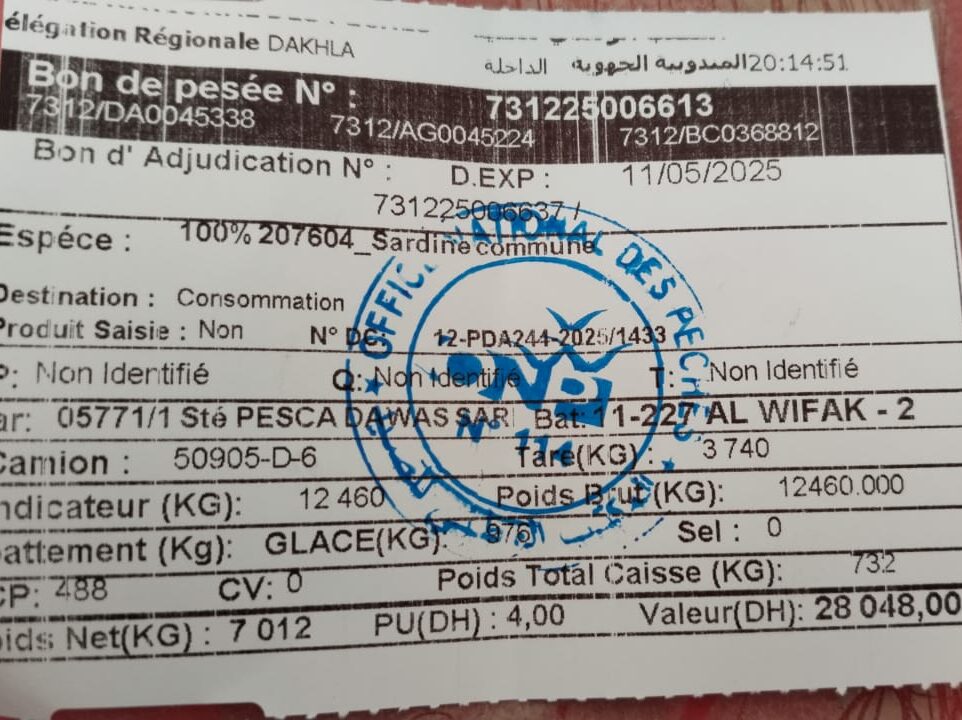 élégation Régionale DAKHLA
المندوبية الجهوية الداخلة 20:14:51
Bon de pesée N° : 731225006613
7312/DA0045338 7312/AG0045224 7312/BC0368812
Bon d' Adjudication N° : D.EXP : 11/05/2025
731225006637 /
Espéce : 100% 207604_Sardine commune
Destination : Consommation
Produit Saisie : Non N° DC: 12-PDA244-2025/1433
P: Non Identifié Q: Non Identifié T: Non Identifié
ar: 05771/1 Sté PESCA DAWAS SARL Bat: 11-227 AL WIFAK - 2
Camion : 50905-D-6 Tare(KG) : 3 740
ndicateur (KG): 12 460 Poids Brut (KG): 12460.000
attement (Kg): GLACE(KG): 976 Sel : 0
CP: 488 CV: 0 Poids Total Caisse (KG): 732
oids Net(KG) : 7 012 PU(DH) : 4,00 Valeur(DH): 28 048,00
OFFICE NATIONAL DES PECHES
N° 114